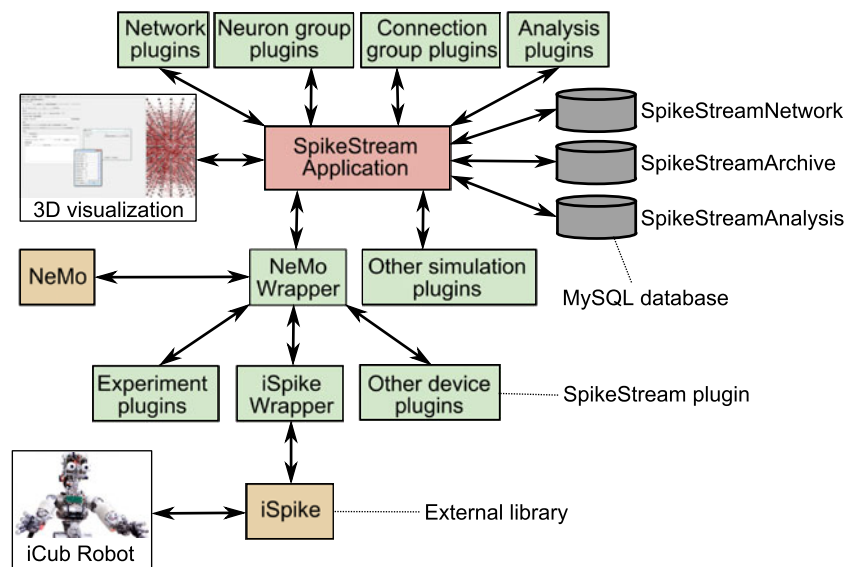 Network
plugins
Neuron group
plugins
Connection
group plugins
Analysis
plugins
SpikeStream
Application
SpikeStreamNetwork
SpikeStreamArchive
SpikeStreamAnalysis
3D visualization
NeMo
NeMo
Wrapper
Other simulation
plugins
MySQL database
Experiment
plugins
iSpike
Wrapper
Other device
plugins
SpikeStream plugin
iSpike
External library
iCub Robot